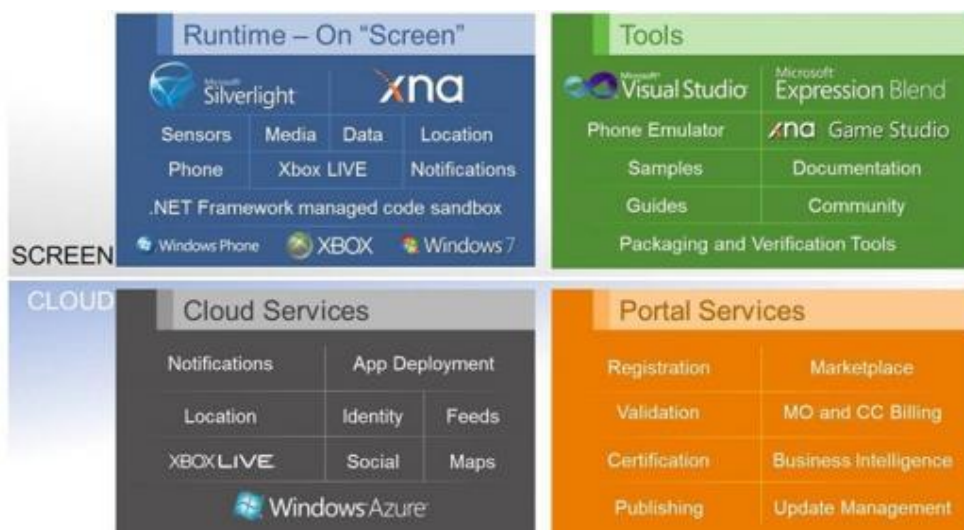 Runtime – On "Screen"
Microsoft
Silverlight
xna
Sensors Media Data Location
Phone Xbox LIVE Notifications
.NET Framework managed code sandbox
Windows Phone XBOX Windows 7
SCREEN
Tools
Microsoft
Visual Studio
Microsoft
Expression Blend
Phone Emulator xna Game Studio
Samples Documentation
Guides Community
Packaging and Verification Tools
CLOUD
Cloud Services
Notifications App Deployment
Location Identity Feeds
XBOX LIVE Social Maps
Windows Azure
Portal Services
Registration Marketplace
Validation MO and CC Billing
Certification Business Intelligence
Publishing Update Management